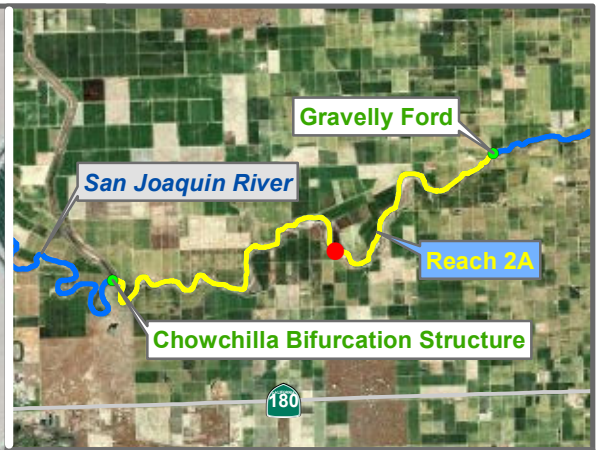 Gravelly Ford
San Joaquin River
Reach 2A
Chowchilla Bifurcation Structure
180